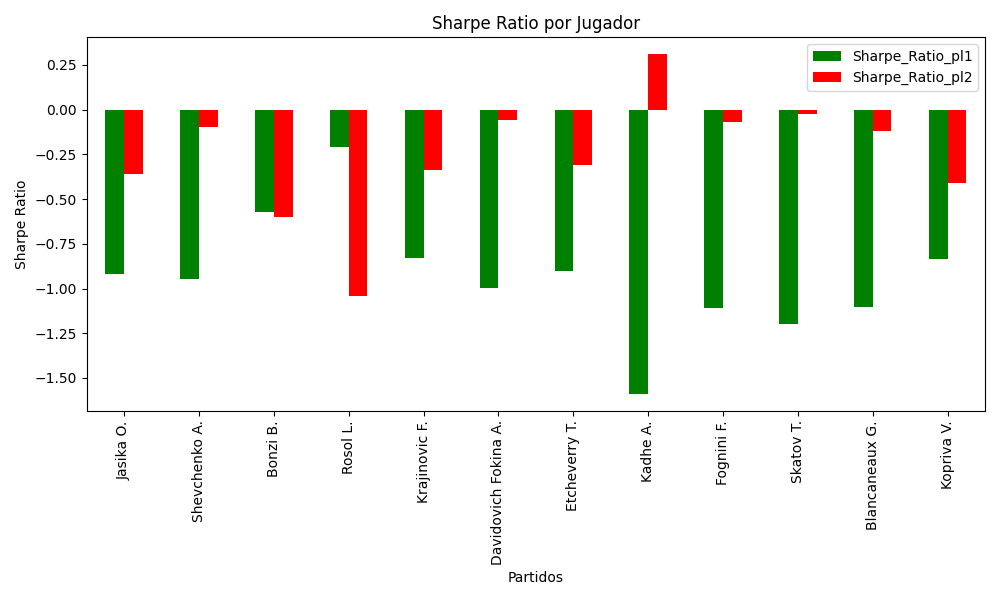 Sharpe Ratio por Jugador
Sharpe_Ratio_pl1
Sharpe_Ratio_pl2
Sharpe Ratio
0.25
0.00
−0.25
−0.50
−0.75
−1.00
−1.25
−1.50
Jasika O.
Shevchenko A.
Bonzi B.
Rosol L.
Krajinovic F.
Davidovich Fokina A.
Etcheverry T.
Kadhe A.
Fognini F.
Skatov T.
Blancaneaux G.
Kopriva V.
Partidos